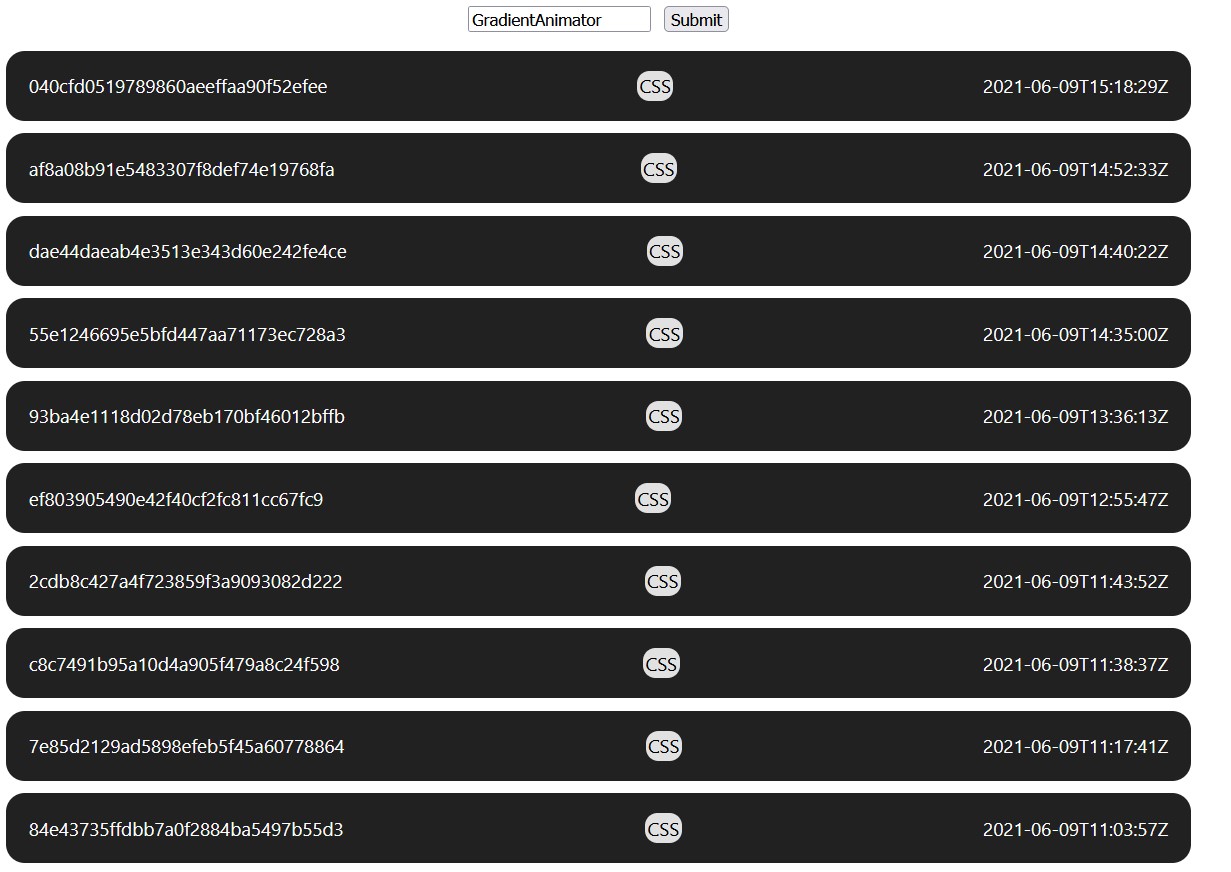 GradientAnimator Submit
040cfd0519789860aeeffaa90f52efee CSS 2021-06-09T15:18:29Z
af8a08b91e5483307f8def74e19768fa CSS 2021-06-09T14:52:33Z
dae44daeab4e3513e343d60e242fe4ce CSS 2021-06-09T14:40:22Z
55e1246695e5bfd447aa71173ec728a3 CSS 2021-06-09T14:35:00Z
93ba4e1118d02d78eb170bf46012bffb CSS 2021-06-09T13:36:13Z
ef803905490e42f40cf2fc811cc67fc9 CSS 2021-06-09T12:55:47Z
2cdb8c427a4f723859f3a9093082d222 CSS 2021-06-09T11:43:52Z
c8c7491b95a10d4a905f479a8c24f598 CSS 2021-06-09T11:38:37Z
7e85d2129ad5898efeb5f45a60778864 CSS 2021-06-09T11:17:41Z
84e43735ffdbb7a0f2884ba5497b55d3 CSS 2021-06-09T11:03:57Z